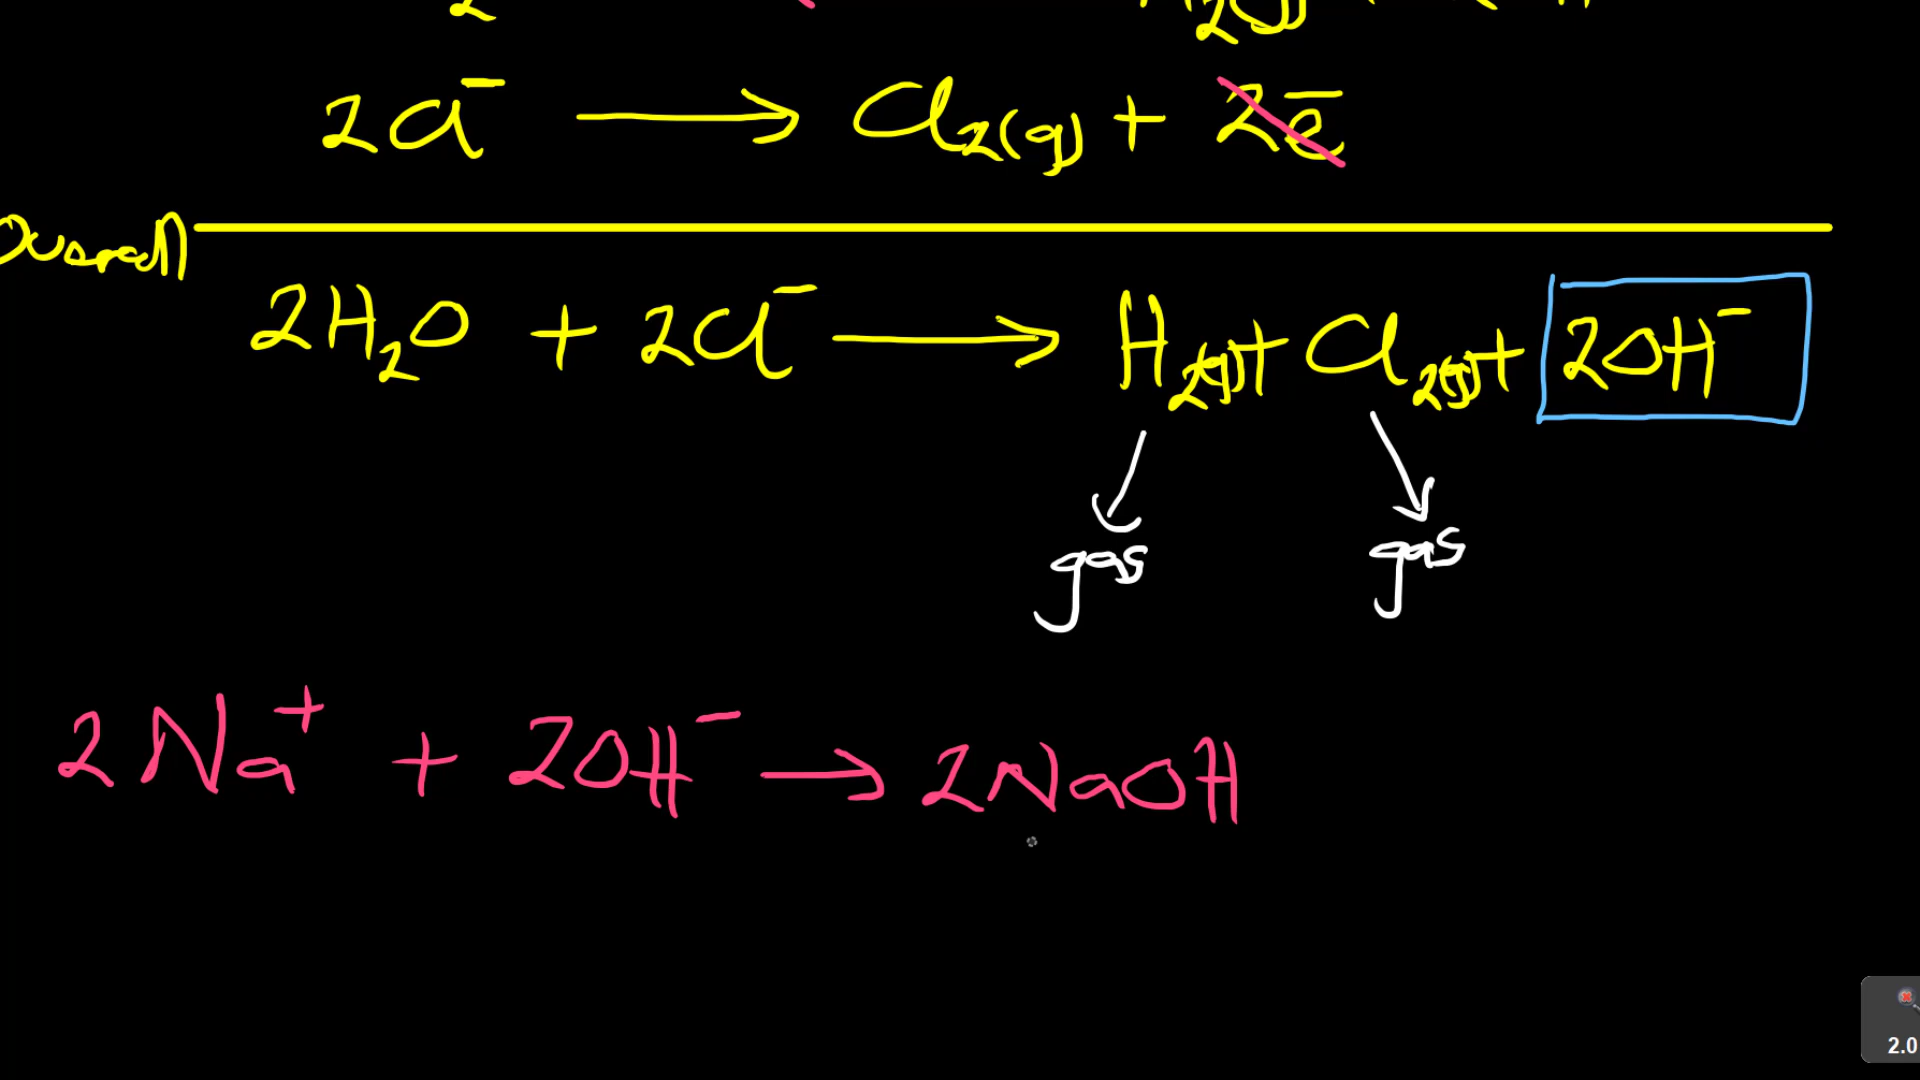 2Cl⁻ → Cl₂(g) + 2e⁻
Overall
2H₂O + 2Cl⁻ → H₂(g) + Cl₂(g) + 2OH⁻
gas gas
2Na⁺ + 2OH⁻ → 2NaOH
2.0